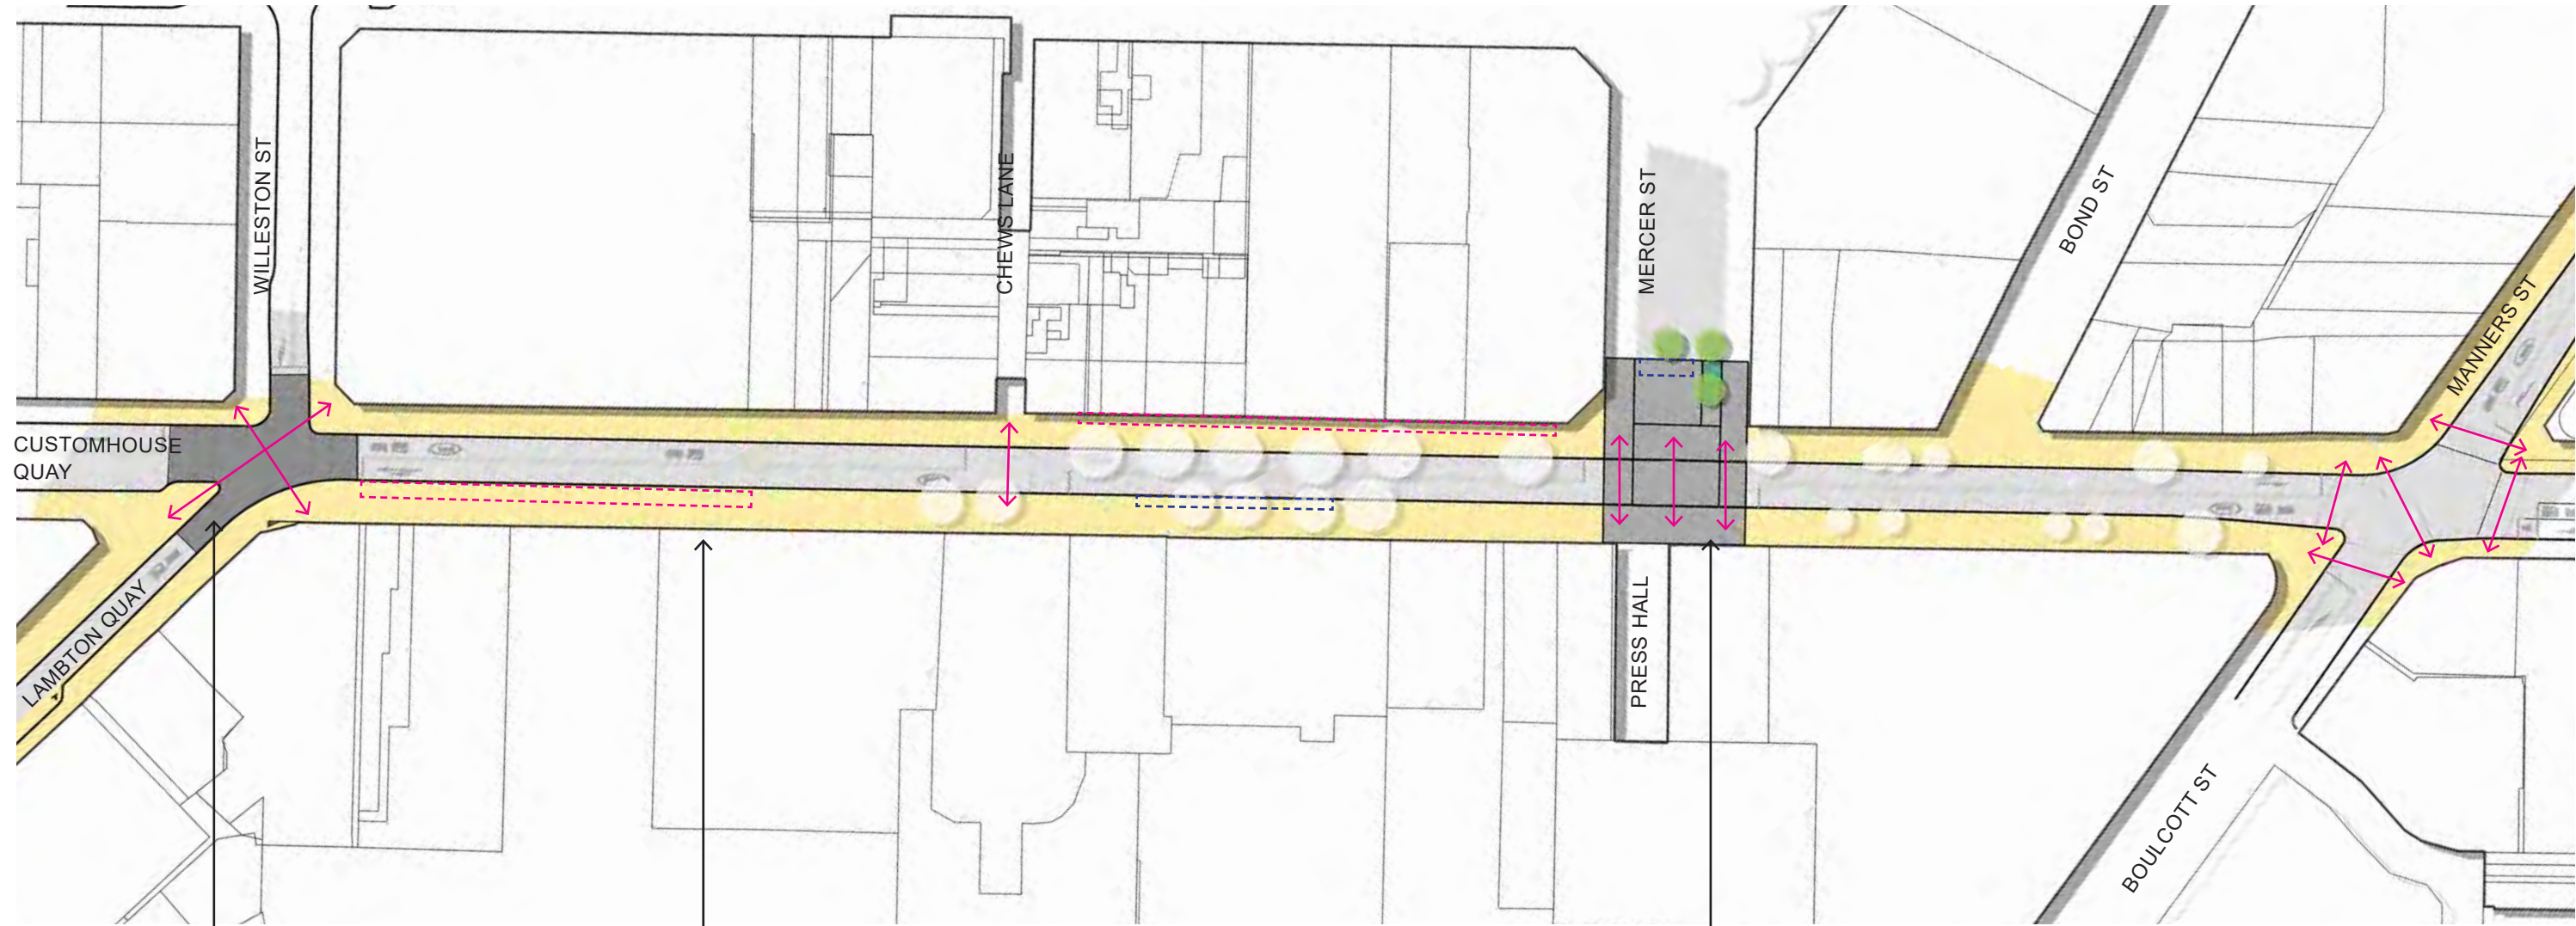 WILLESTON ST
CHEWS LANE
MERCER ST
BOND ST
MANNERS ST
CUSTOMHOUSE
QUAY
LAMBTON QUAY
PRESS HALL
BOULCOTT ST